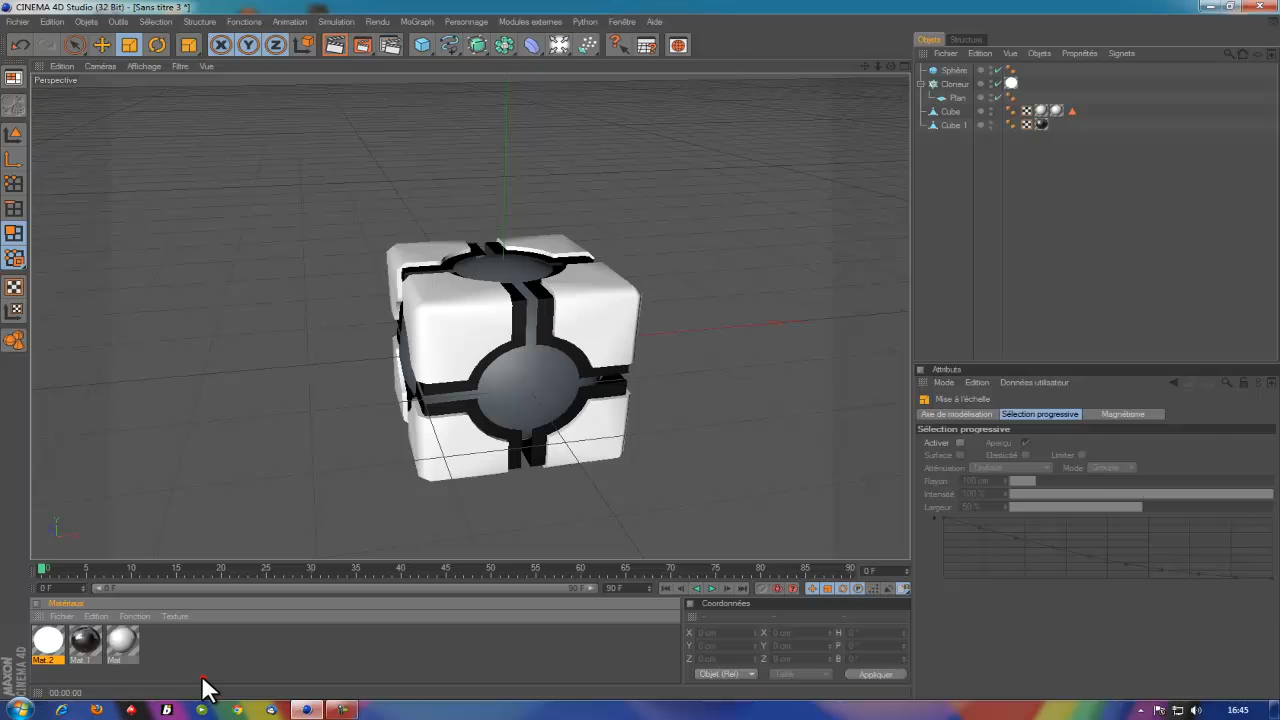 CINEMA 4D Studio (32 Bit) - [Sans titre 3 *]
Fichier Edition Objets Outils Sélection Structure Fonctions Animation Simulation Rendu MoGraph Personnage Modules externes Python Fenêtre Aide
Edition Caméras Affichage Filtre Vue
Perspective
Y
X
0 5 10 15 20 25 30 35 40 45 50 55 60 65 70 75 80 85 90 0 F
0 F 0 F 90 F 90 F
Matériaux
Fichier Edition Fonction Texture
Mat.2 Mat.1 Mat
Coordonnées
-- -- --
X 0 cm X 0 cm H 0 °
Y 0 cm Y 0 cm P 0 °
Z 0 cm Z 0 cm B 0 °
Objet (Rel) Taille Appliquer
00:00:00
MAXON CINEMA 4D
Objets Structure
Fichier Edition Vue Objets Propriétés Signets
Sphère
Cloneur
Plan
Cube
Cube 1
Attributs
Mode Edition Données utilisateur
Mise à l'échelle
Axe de modélisation Sélection progressive Magnétisme
Sélection progressive
Activer Aperçu
Surface Elasticité Limiter
Atténuation Mode Groupe
Rayon 100 cm
Intensité 100 %
Largeur 50 %
16:45